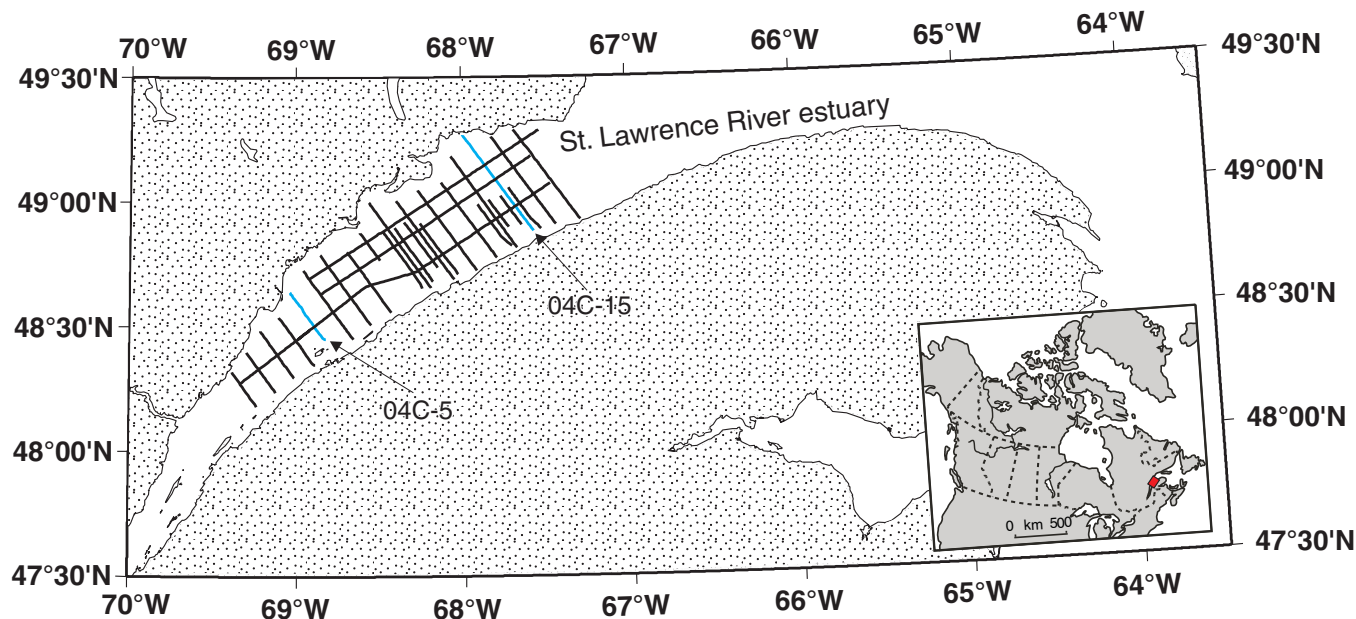 70°W 69°W 68°W 67°W 66°W 65°W 64°W
49°30'N 49°30'N
St. Lawrence River estuary
49°00'N 49°00'N
04C-15
48°30'N 48°30'N
04C-5
48°00'N 48°00'N
0 km 500
47°30'N 47°30'N
70°W 69°W 68°W 67°W 66°W 65°W 64°W